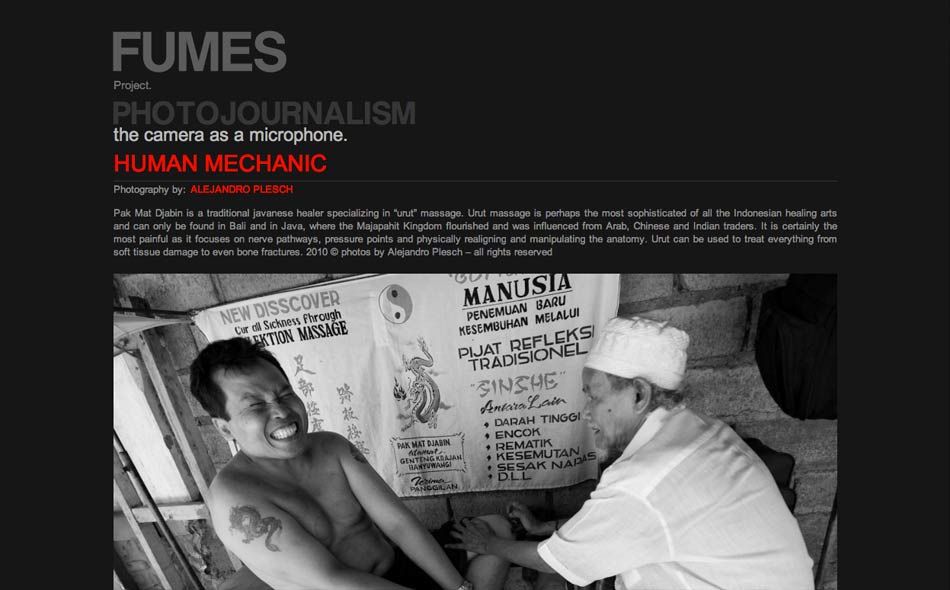 FUMES
Project.
PHOTOJOURNALISM
the camera as a microphone.
HUMAN MECHANIC
Photography by: ALEJANDRO PLESCH
Pak Mat Djabin is a traditional javanese healer specializing in “urut” massage. Urut massage is perhaps the most sophisticated of all the Indonesian healing arts
and can only be found in Bali and in Java, where the Majapahit Kingdom flourished and was influenced from Arab, Chinese and Indian traders. It is certainly the
most painful as it focuses on nerve pathways, pressure points and physically realigning and manipulating the anatomy. Urut can be used to treat everything from
soft tissue damage to even bone fractures. 2010 © photos by Alejandro Plesch – all rights reserved
NEW DISSCOVER
Cur all Sickness fhrough
LEKTION MASSAGE
足部
MANUSIA
PENEMUAN BARU
KESEMBUHAN MELALUI
PIJAT REFLEKSI
TRADISIONEL
"SINSHE"
Antara Lain
DARAH TINGGI
ENCOK
REMATIK
KESEMUTAN
SESAK NAPAS
D.L.L
PAK MAT DJABIN
Alamat
GENTENG KRAJAN
BANYUWANGI
Terima
PANGGILAN